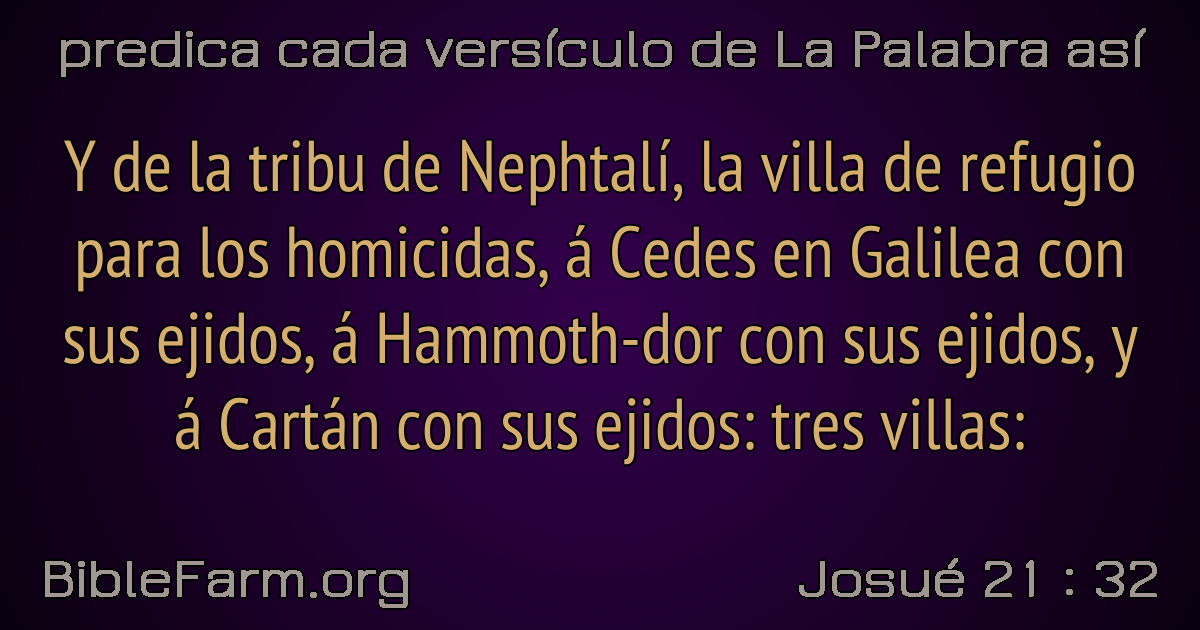 predica cada versículo de La Palabra así
Y de la tribu de Nephtalí, la villa de refugio
para los homicidas, á Cedes en Galilea con
sus ejidos, á Hammoth-dor con sus ejidos, y
á Cartán con sus ejidos: tres villas:
BibleFarm.org
Josué 21 : 32